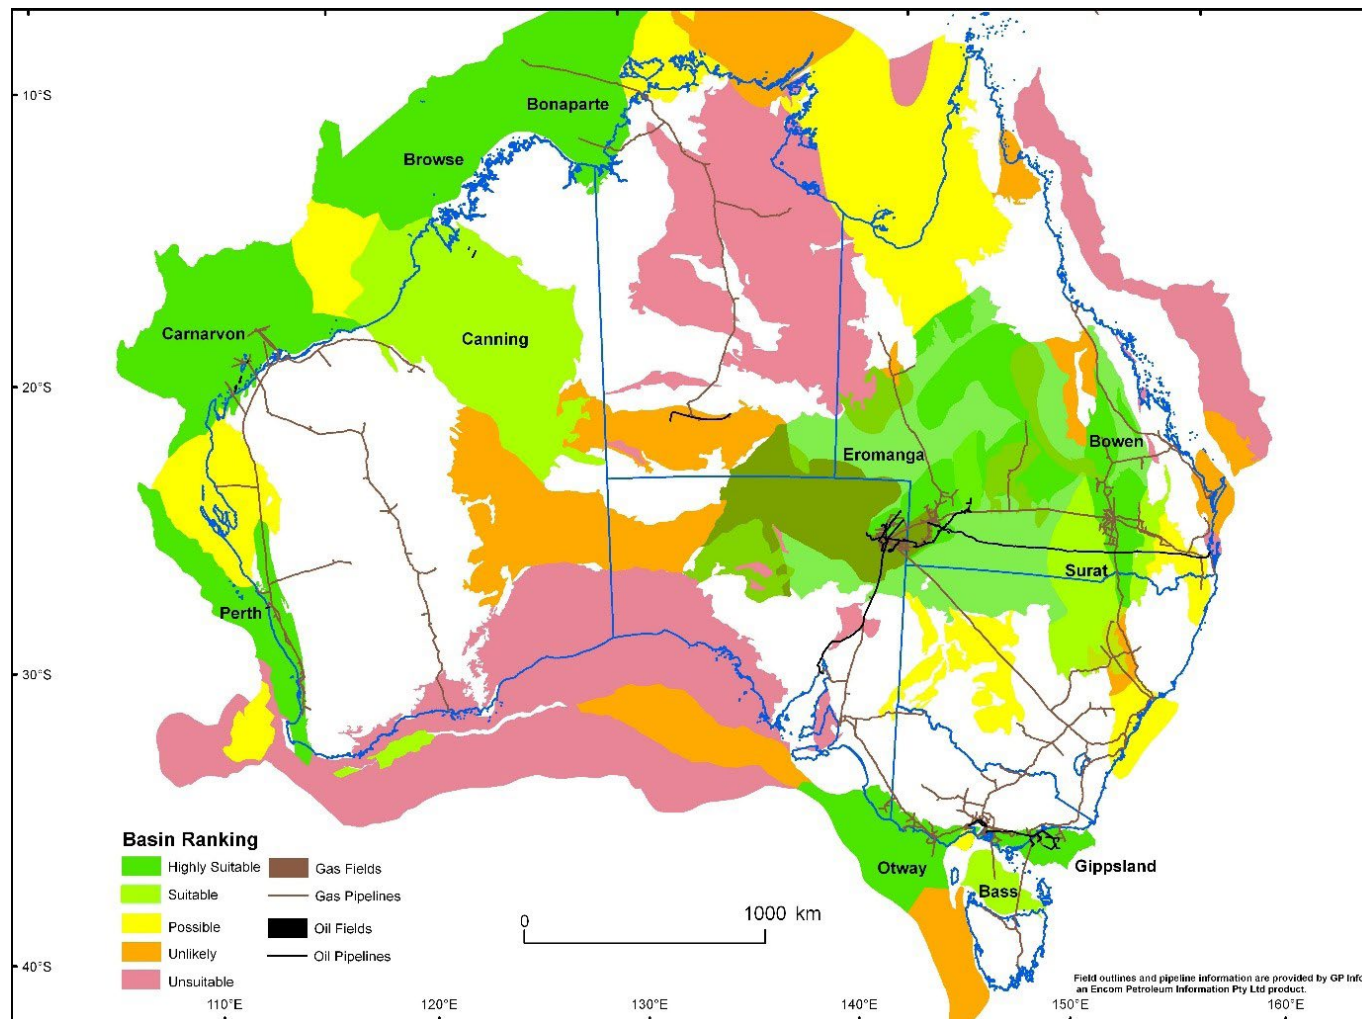 10°S
Bonaparte
Browse
Carnarvon
Canning
20°S
Eromanga
Bowen
Surat
Perth
30°S
Otway
Bass
Gippsland
Basin Ranking
Highly Suitable
Suitable
Possible
Unlikely
Unsuitable
Gas Fields
Gas Pipelines
Oil Fields
Oil Pipelines
0
1000 km
40°S
110°E
120°E
130°E
140°E
150°E
160°E
Field outlines and pipeline information are provided by GP Info
an Encom Petroleum Information Pty Ltd product.